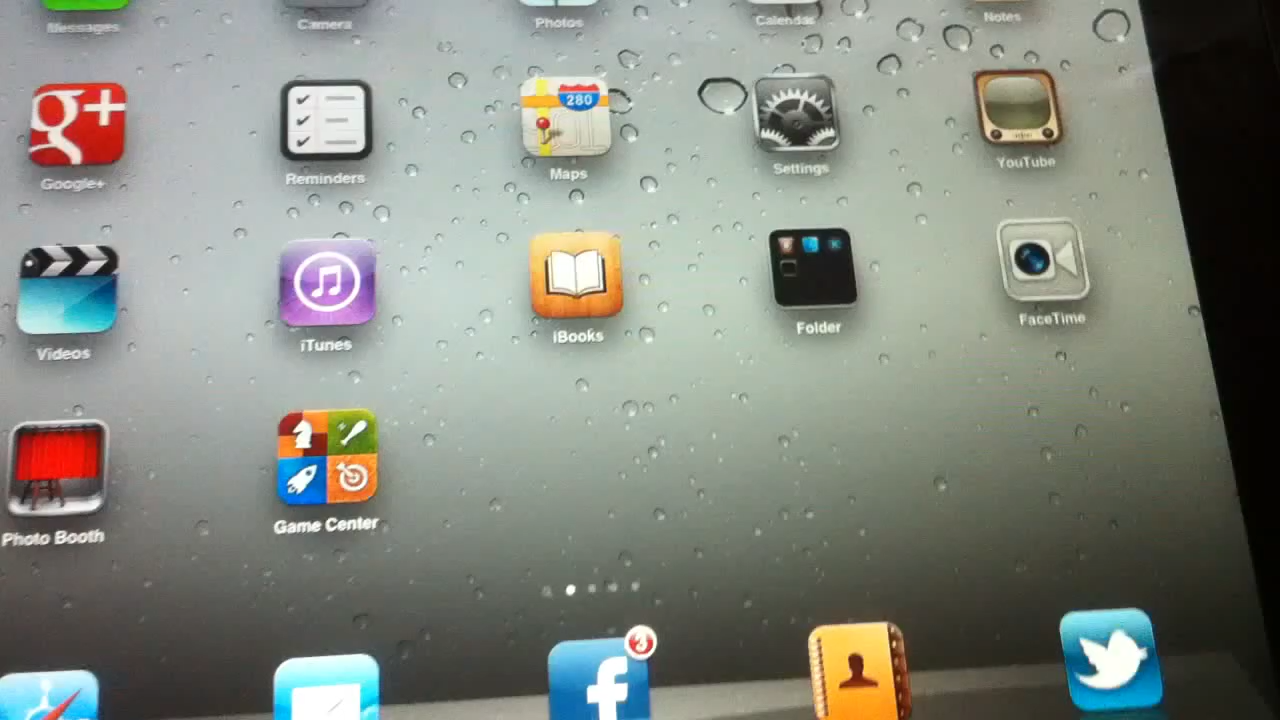 Messages
Camera
Photos
Calendar
Notes
g+
280
Google+
Reminders
Maps
Settings
YouTube
Videos
iTunes
iBooks
Folder
FaceTime
Photo Booth
Game Center
f
3